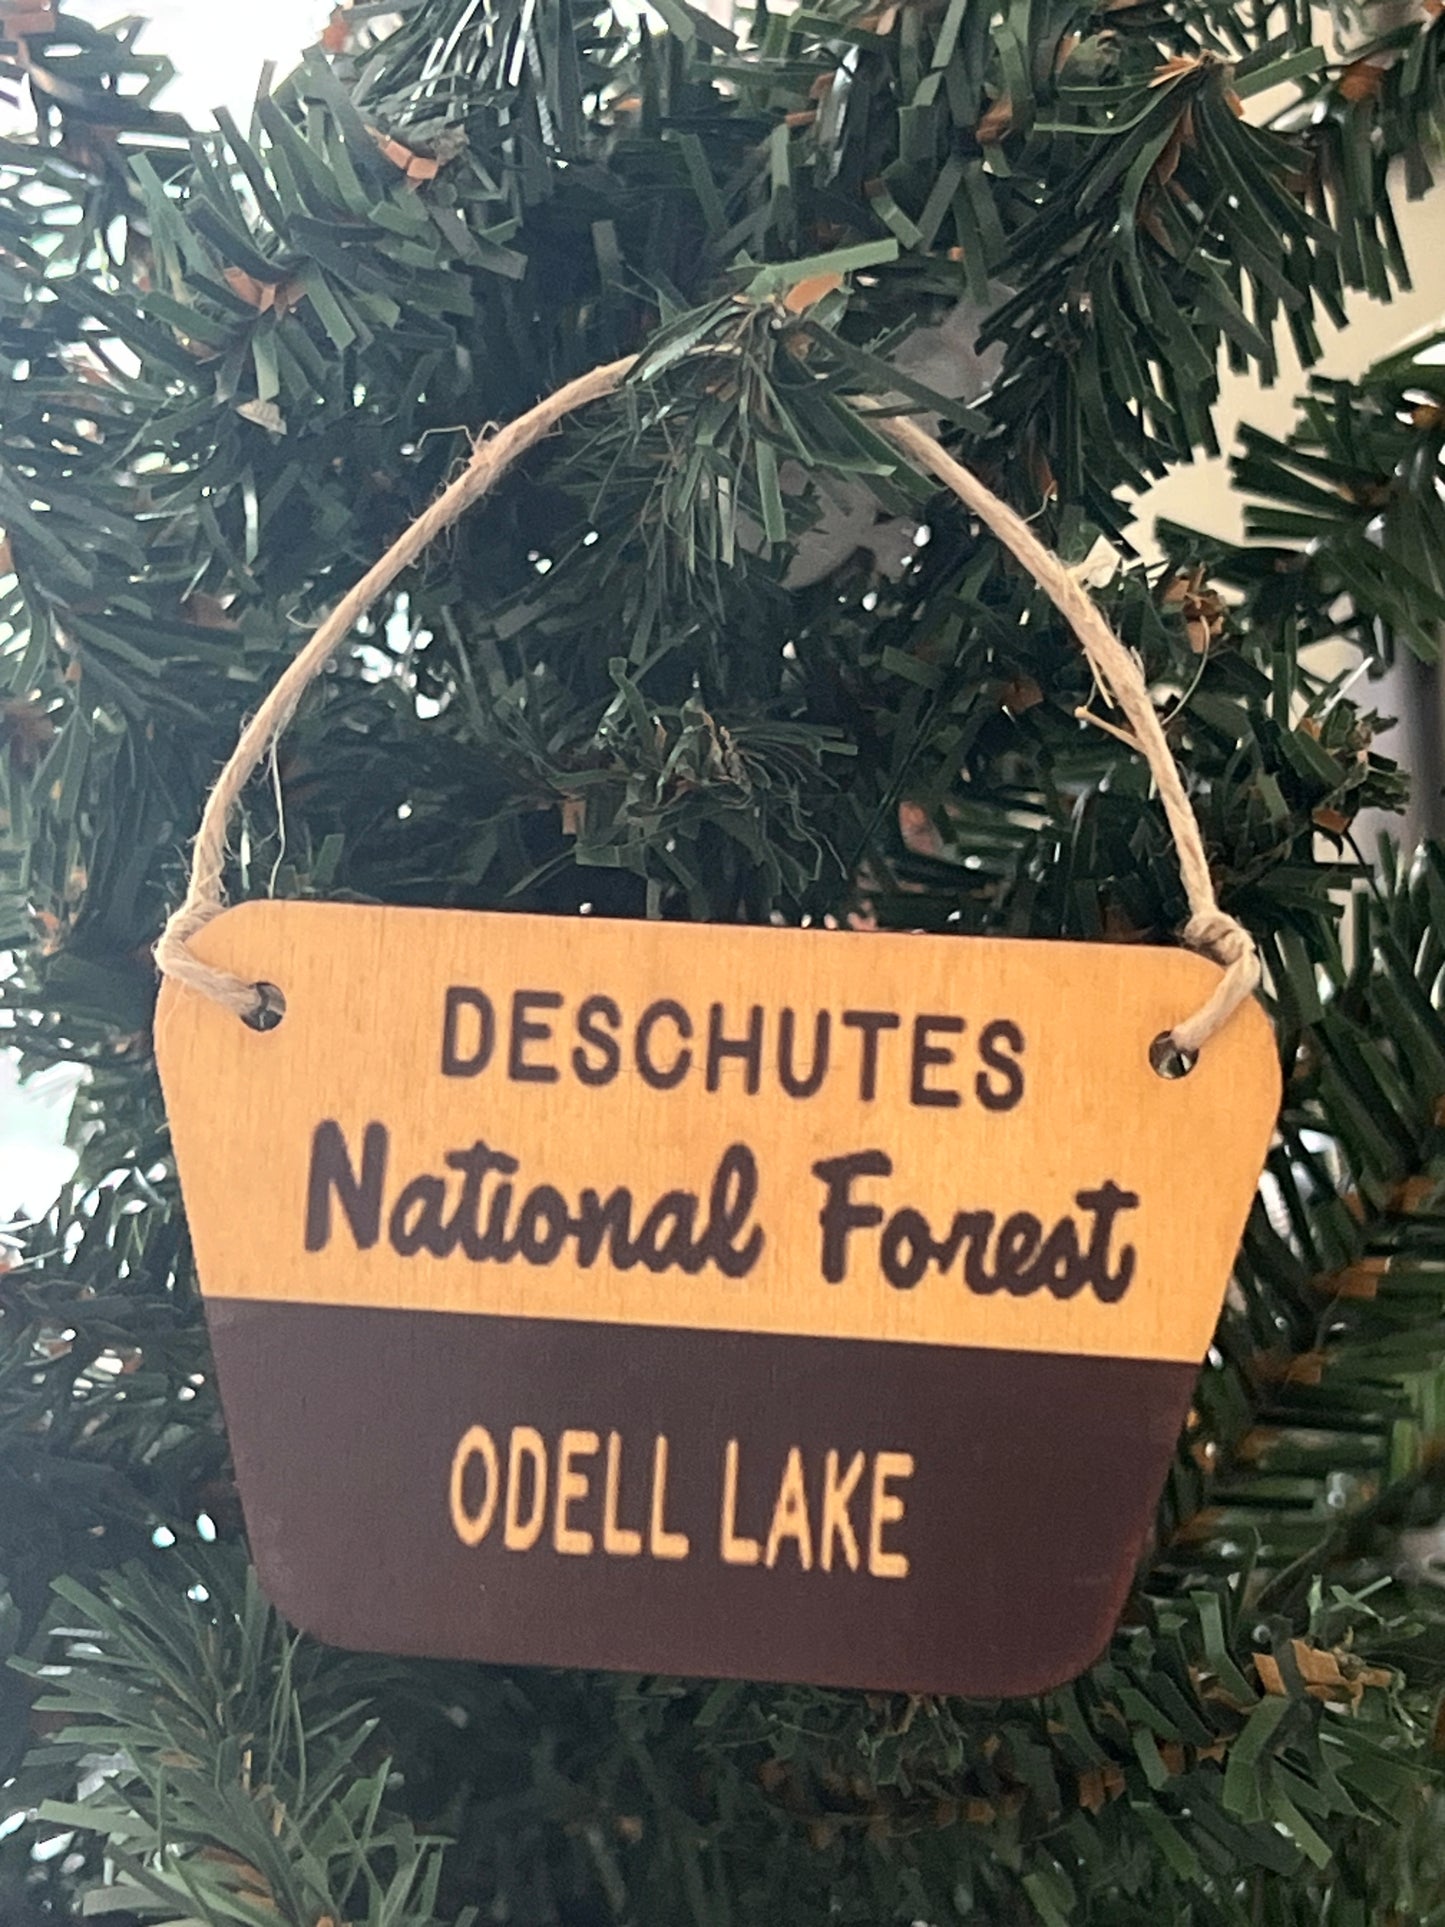 DESCHUTES
National Forest
ODELL LAKE